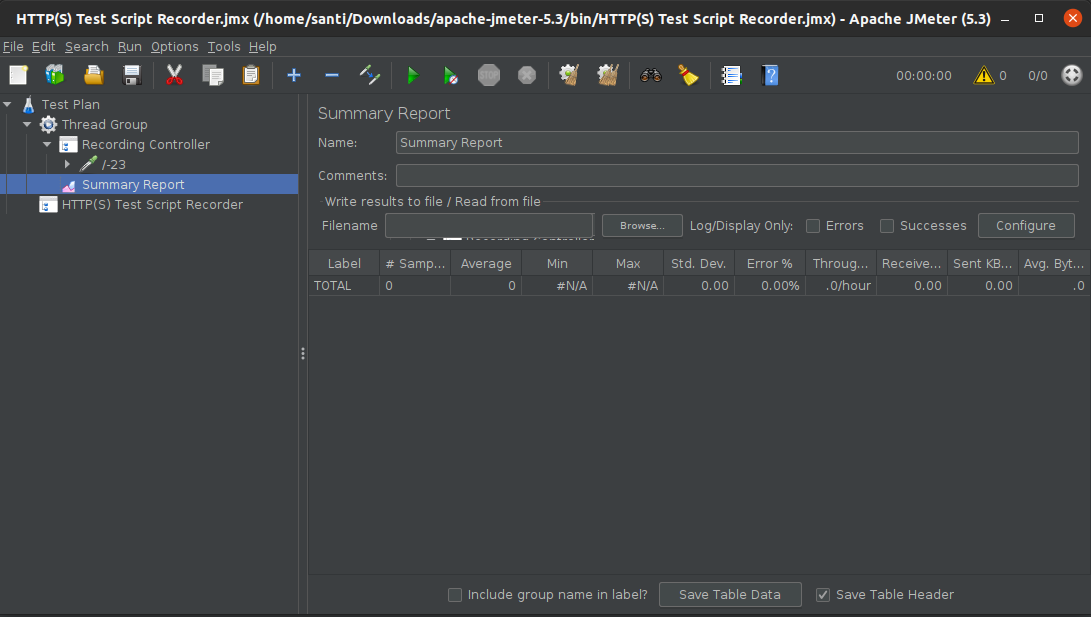 HTTP(S) Test Script Recorder.jmx (/home/santi/Downloads/apache-jmeter-5.3/bin/HTTP(S) Test Script Recorder.jmx) - Apache JMeter (5.3)
File Edit Search Run Options Tools Help
STOP 00:00:00 0 0/0
Test Plan
Thread Group
Recording Controller
/-23
Summary Report
HTTP(S) Test Script Recorder
Summary Report
Name: Summary Report
Comments:
Write results to file / Read from file
Filename Browse... Log/Display Only: Errors Successes Configure
Recording Controller
Label # Samp... Average Min Max Std. Dev. Error % Throug... Receive... Sent KB... Avg. Byt...
TOTAL 0 0 #N/A #N/A 0.00 0.00% .0/hour 0.00 0.00 .0
Include group name in label? Save Table Data Save Table Header